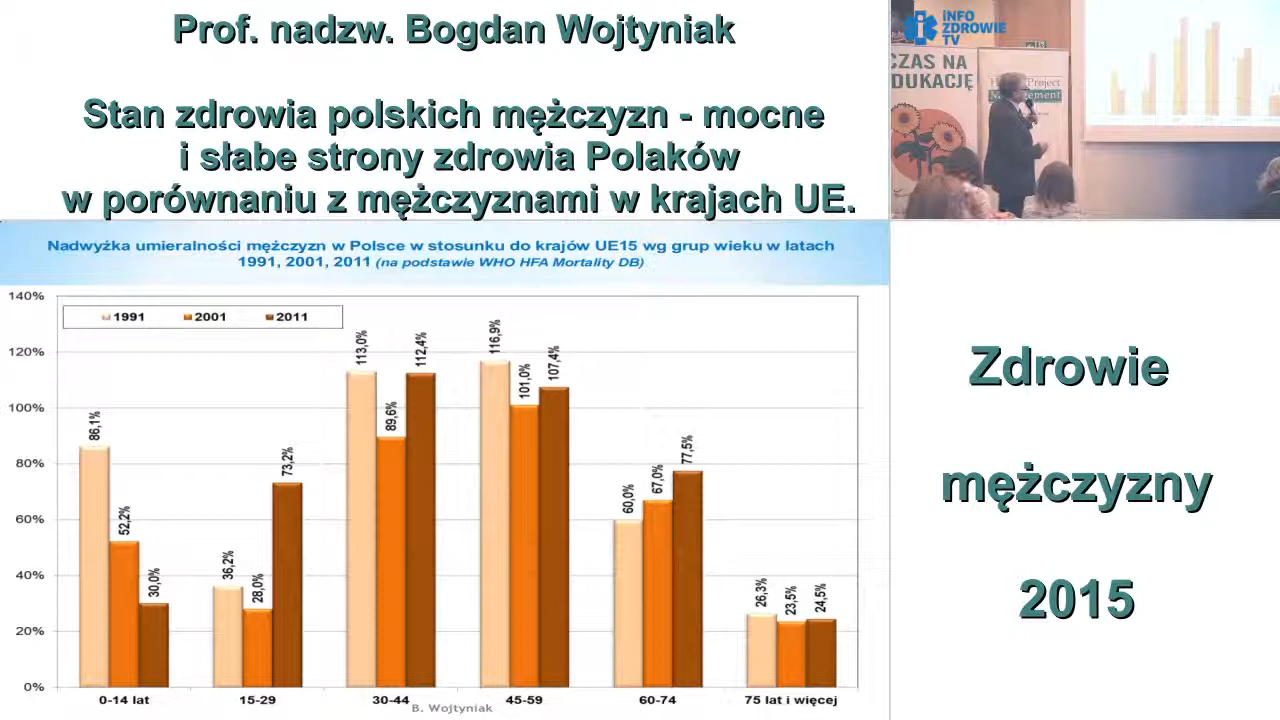 Prof. nadzw. Bogdan Wojtyniak
Stan zdrowia polskich mężczyzn - mocne
i słabe strony zdrowia Polaków
w porównaniu z mężczyznami w krajach UE.
iNFO
ZDROWIE
TV
CZAS NA
DUKACJĘ
Project
Management
Nadwyżka umieralności mężczyzn w Polsce w stosunku do krajów UE15 wg grup wieku w latach
1991, 2001, 2011 (na podstawie WHO HFA Mortality DB)
140%
120%
100%
80%
60%
40%
20%
0%
1991 2001 2011
86,1% 52,2% 30,0%
36,2% 28,0% 73,2%
113,0% 89,6% 112,4%
116,9% 101,0% 107,4%
60,0% 67,0% 77,5%
26,3% 23,5% 24,5%
0-14 lat 15-29 30-44 45-59 60-74 75 lat i więcej
B. Wojtyniak
Zdrowie
mężczyzny
2015